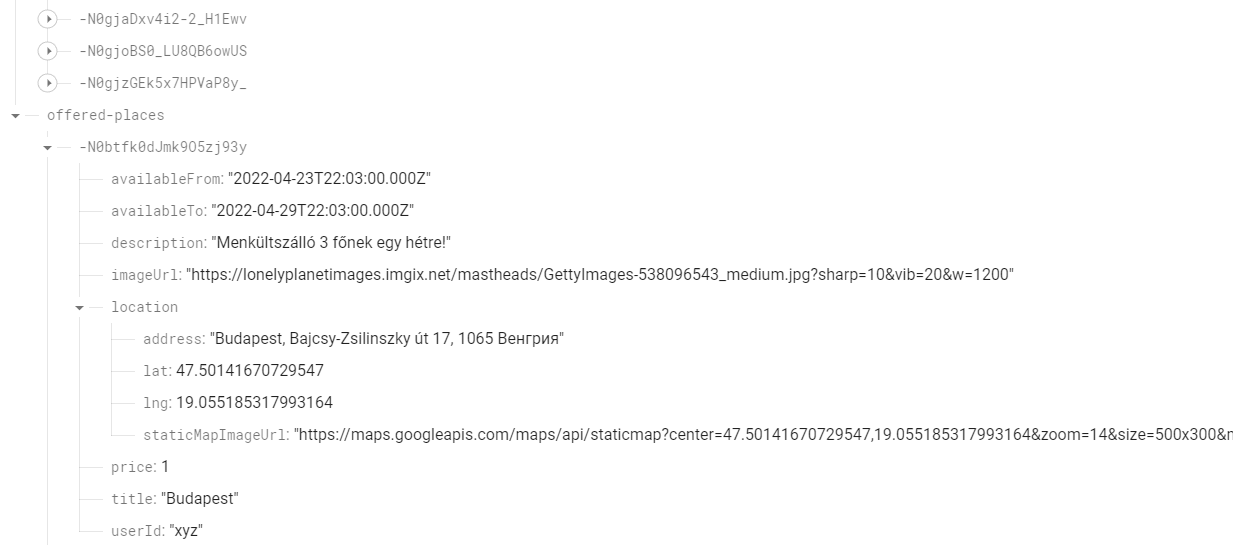 -N0gjaDxv4i2-2_H1Ewv
-N0gjoBS0_LU8QB6owUS
-N0gjzGEk5x7HPVaP8y_
offered-places
-N0btfk0dJmk9O5zj93y
availableFrom: "2022-04-23T22:03:00.000Z"
availableTo: "2022-04-29T22:03:00.000Z"
description: "Menkültszálló 3 főnek egy hétre!"
imageUrl: "https://lonelyplanetimages.imgix.net/mastheads/GettyImages-538096543_medium.jpg?sharp=10&vib=20&w=1200"
location
address: "Budapest, Bajcsy-Zsilinszky út 17, 1065 Венгрия"
lat: 47.50141670729547
lng: 19.055185317993164
staticMapImageUrl: "https://maps.googleapis.com/maps/api/staticmap?center=47.50141670729547,19.055185317993164&zoom=14&size=500x300&
price: 1
title: "Budapest"
userId: "xyz"